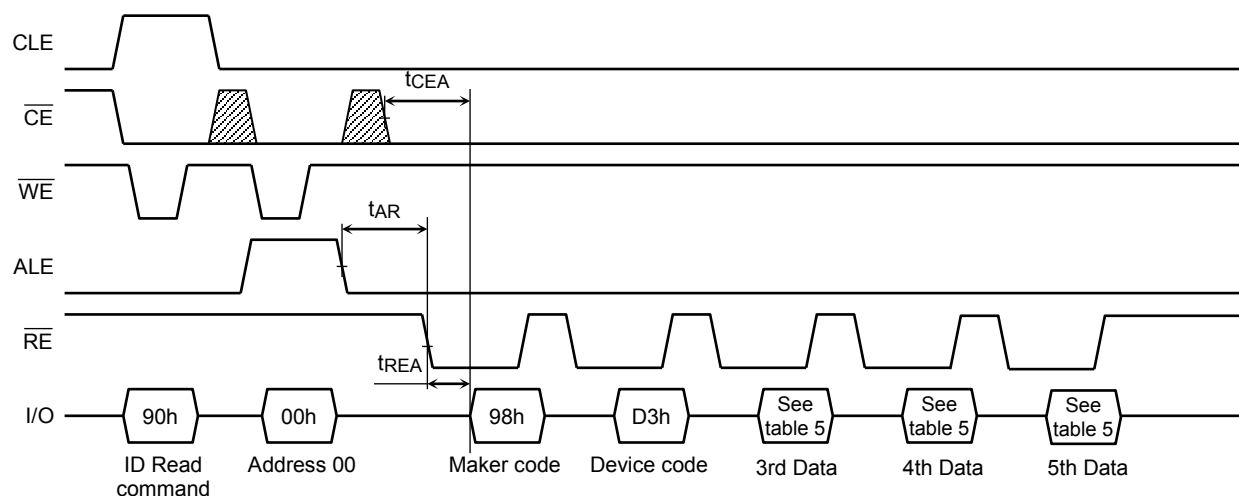 CLE
tCEA
CE
WE
tAR
ALE
RE
tREA
I/O
90h
00h
98h
D3h
See
table 5
See
table 5
See
table 5
ID Read
command
Address 00
Maker code
Device code
3rd Data
4th Data
5th Data